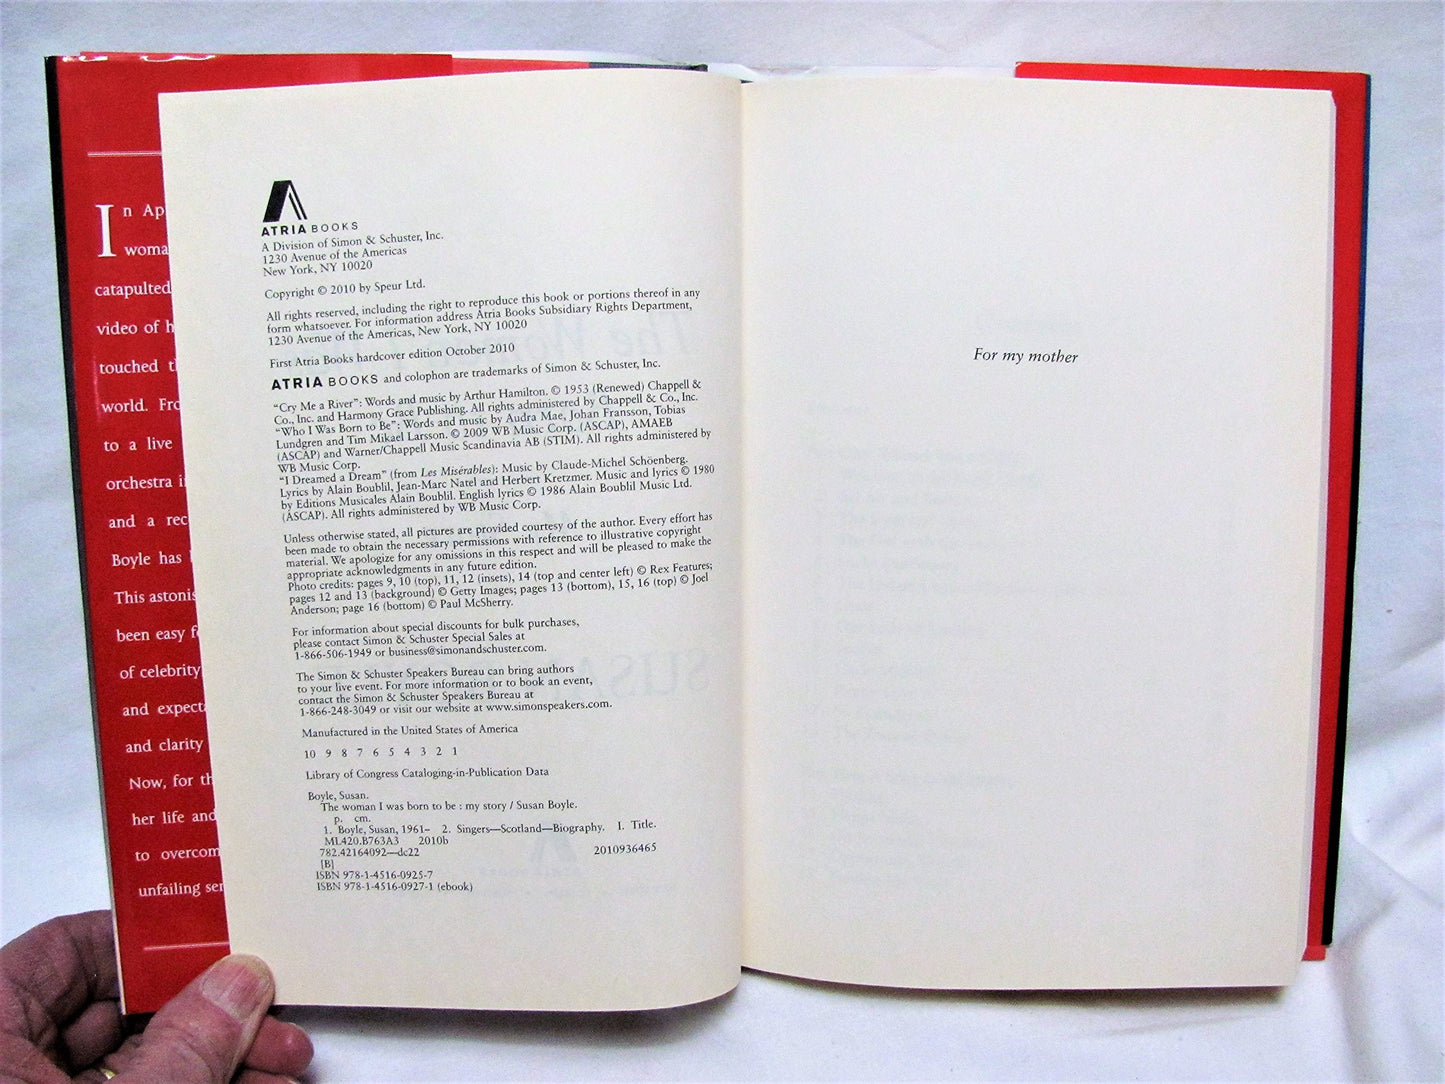 In Ap
woma
catapulted
video of h
touched th
world. Fro
to a live
orchestra i
and a rec
Boyle has
This astonis
been easy f
of celebrity
and expect
and clarity
Now, for th
her life and
to overcom
unfailing ser
ATRIA BOOKS
A Division of Simon & Schuster, Inc.
1230 Avenue of the Americas
New York, NY 10020
Copyright © 2010 by Speur Ltd.
All rights reserved, including the right to reproduce this book or portions thereof in any
form whatsoever. For information address Atria Books Subsidiary Rights Department,
1230 Avenue of the Americas, New York, NY 10020
First Atria Books hardcover edition October 2010
ATRIA BOOKS and colophon are trademarks of Simon & Schuster, Inc.
“Cry Me a River”: Words and music by Arthur Hamilton. © 1953 (Renewed) Chappell &
Co., Inc. and Harmony Grace Publishing. All rights administered by Chappell & Co., Inc.
“Who I Was Born to Be”: Words and music by Audra Mae, Johan Fransson, Tobias
Lundgren and Tim Mikael Larsson. © 2009 WB Music Corp. (ASCAP), AMAEB
(ASCAP) and Warner/Chappell Music Scandinavia AB (STIM). All rights administered by
WB Music Corp.
“I Dreamed a Dream” (from Les Misérables): Music by Claude-Michel Schöenberg.
Lyrics by Alain Boublil, Jean-Marc Natel and Herbert Kretzmer. Music and lyrics © 1980
by Editions Musicales Alain Boublil. English lyrics © 1986 Alain Boublil Music Ltd.
(ASCAP). All rights administered by WB Music Corp.
Unless otherwise stated, all pictures are provided courtesy of the author. Every effort has
been made to obtain the necessary permissions with reference to illustrative copyright
material. We apologize for any omissions in this respect and will be pleased to make the
appropriate acknowledgments in any future edition.
Photo credits: pages 9, 10 (top), 11, 12 (insets), 14 (top and center left) © Rex Features;
pages 12 and 13 (background) © Getty Images; pages 13 (bottom), 15, 16 (top) © Joel
Anderson; page 16 (bottom) © Paul McSherry.
For information about special discounts for bulk purchases,
please contact Simon & Schuster Special Sales at
1-866-506-1949 or business@simonandschuster.com.
The Simon & Schuster Speakers Bureau can bring authors
to your live event. For more information or to book an event,
contact the Simon & Schuster Speakers Bureau at
1-866-248-3049 or visit our website at www.simonspeakers.com.
Manufactured in the United States of America
10 9 8 7 6 5 4 3 2 1
Library of Congress Cataloging-in-Publication Data
Boyle, Susan.
The woman I was born to be : my story / Susan Boyle.
p. cm.
1. Boyle, Susan, 1961– 2. Singers—Scotland—Biography. I. Title.
ML420.B763A3 2010b
782.42164092—dc22 2010936465
[B]
ISBN 978-1-4516-0925-7
ISBN 978-1-4516-0927-1 (ebook)
For my mother